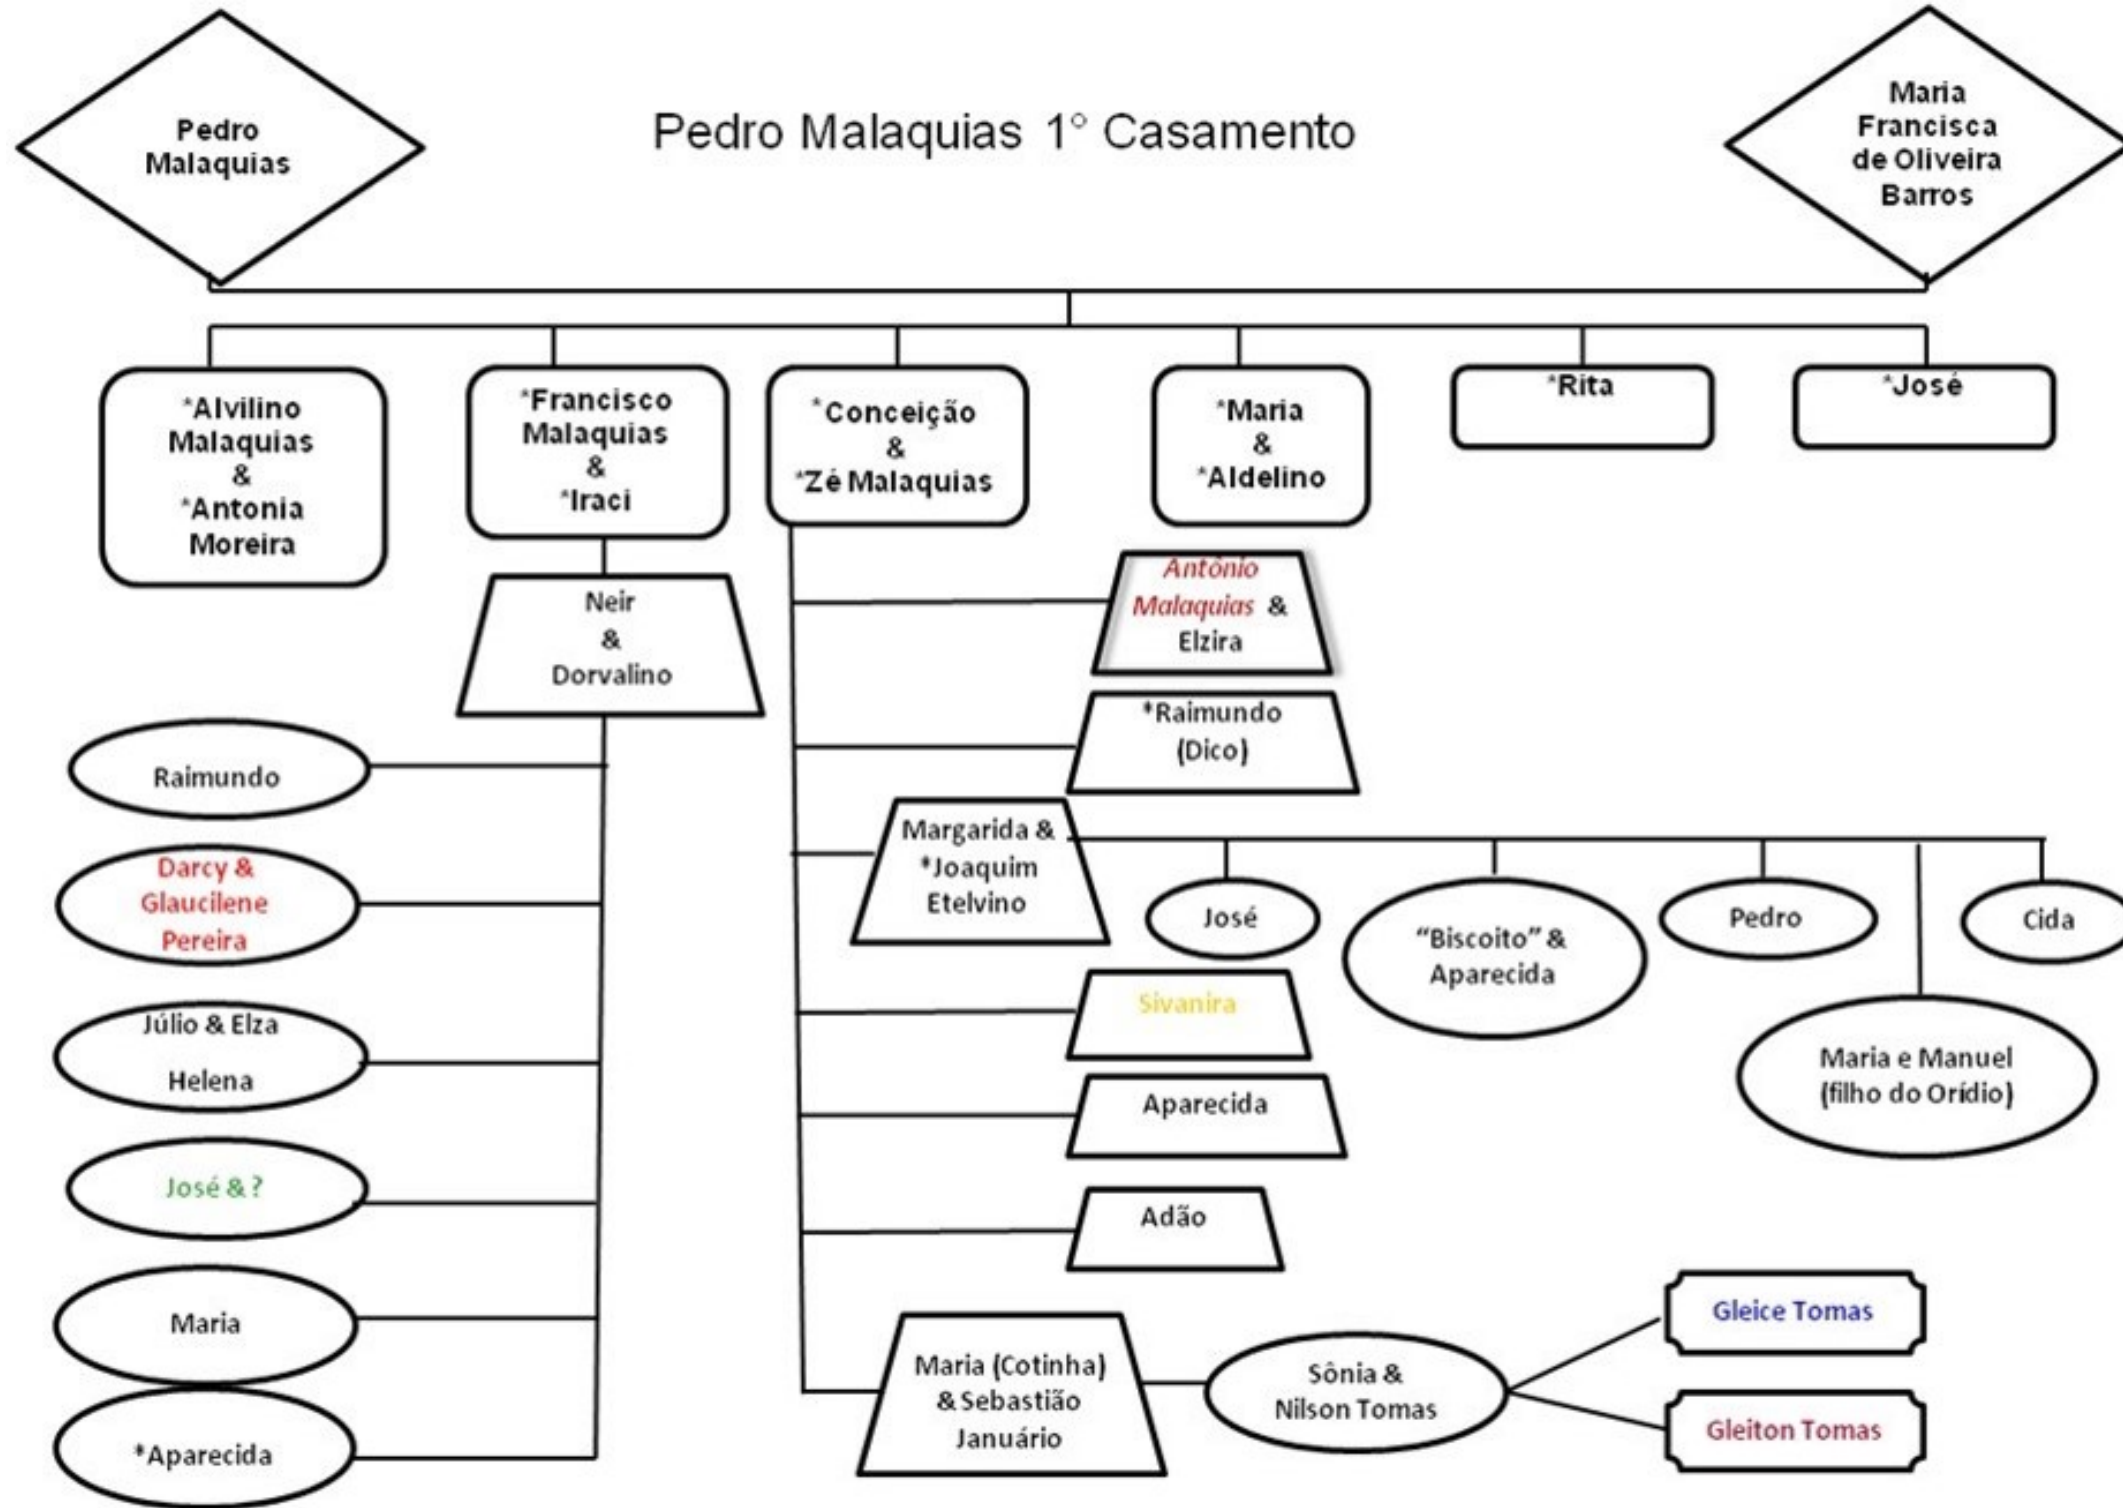 Pedro
Malaquias
Pedro Malaquias 1° Casamento
Maria
Francisca
de Oliveira
Barros
*Alvilino
Malaquias
&
*Antonia
Moreira
*Francisco
Malaquias
&
*Iraci
*Conceição
&
*Zé Malaquias
*Maria
&
*Aldelino
*Rita
*José
Neir
&
Dorvalino
Raimundo
Darcy &
Glaucilene
Pereira
Júlio & Elza
Helena
José & ?
Maria
*Aparecida
Antônio
Malaquias &
Elzira
*Raimundo
(Dico)
Margarida &
*Joaquim
Etelvino
José
"Biscoito" &
Aparecida
Pedro
Cida
Maria e Manuel
(filho do Orídio)
Sivanira
Aparecida
Adão
Maria (Cotinha)
& Sebastião
Januário
Sônia &
Nilson Tomas
Gleice Tomas
Gleiton Tomas